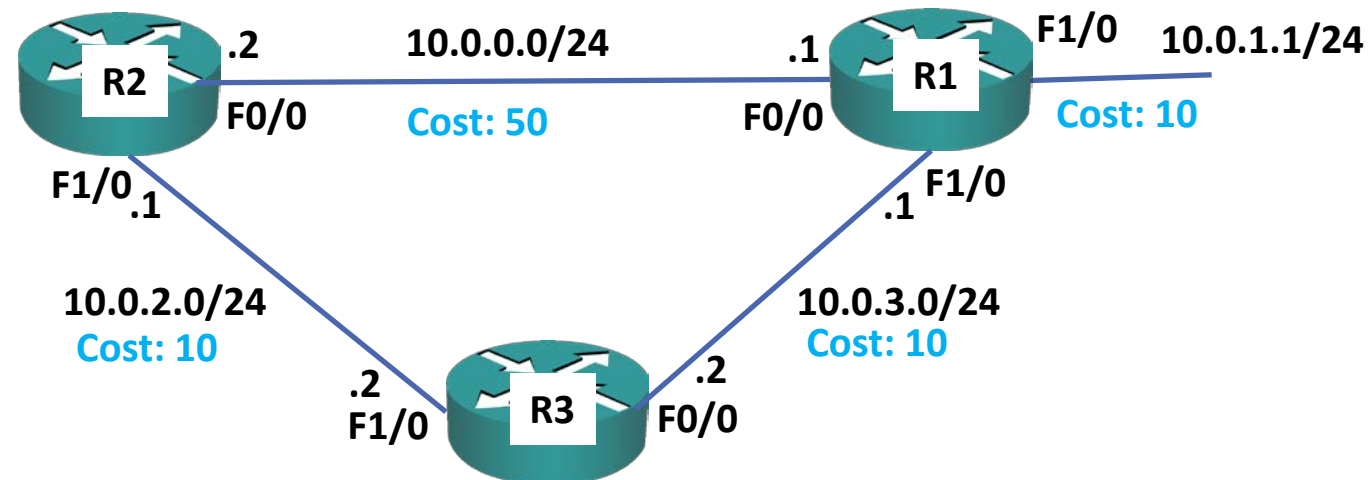 R2
.2
F0/0
10.0.0.0/24
Cost: 50
.1
F0/0
R1
F1/0
10.0.1.1/24
Cost: 10
F1/0
.1
F1/0
.1
10.0.2.0/24
Cost: 10
10.0.3.0/24
Cost: 10
.2
F1/0
R3
.2
F0/0